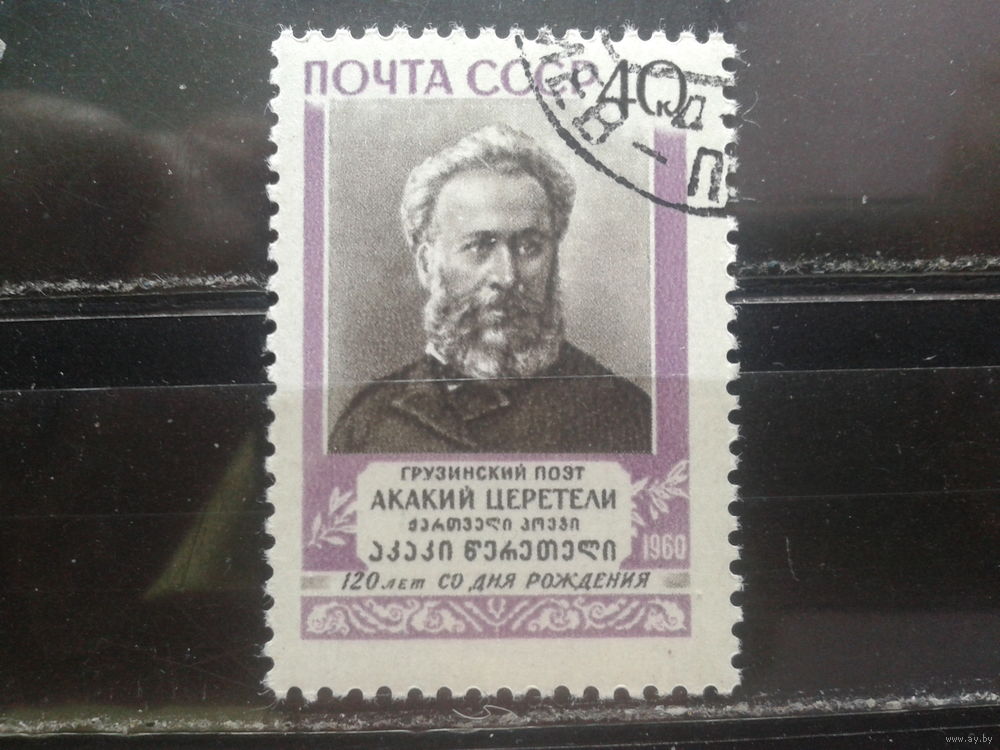 ПОЧТА СССР 40к
ГРУЗИНСКИЙ ПОЭТ
АКАКИЙ ЦЕРЕТЕЛИ
ქართველი პოეტი
აკაკი წერეთელი
1960
120 лет СО ДНЯ РОЖДЕНИЯ
www.ay.by